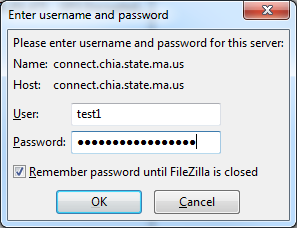 Enter username and password
Please enter username and password for this server:
Name: connect.chia.state.ma.us
Host: connect.chia.state.ma.us
User: test1
Password: ●●●●●●●●●●●●●●●●●
Remember password until FileZilla is closed
OK Cancel